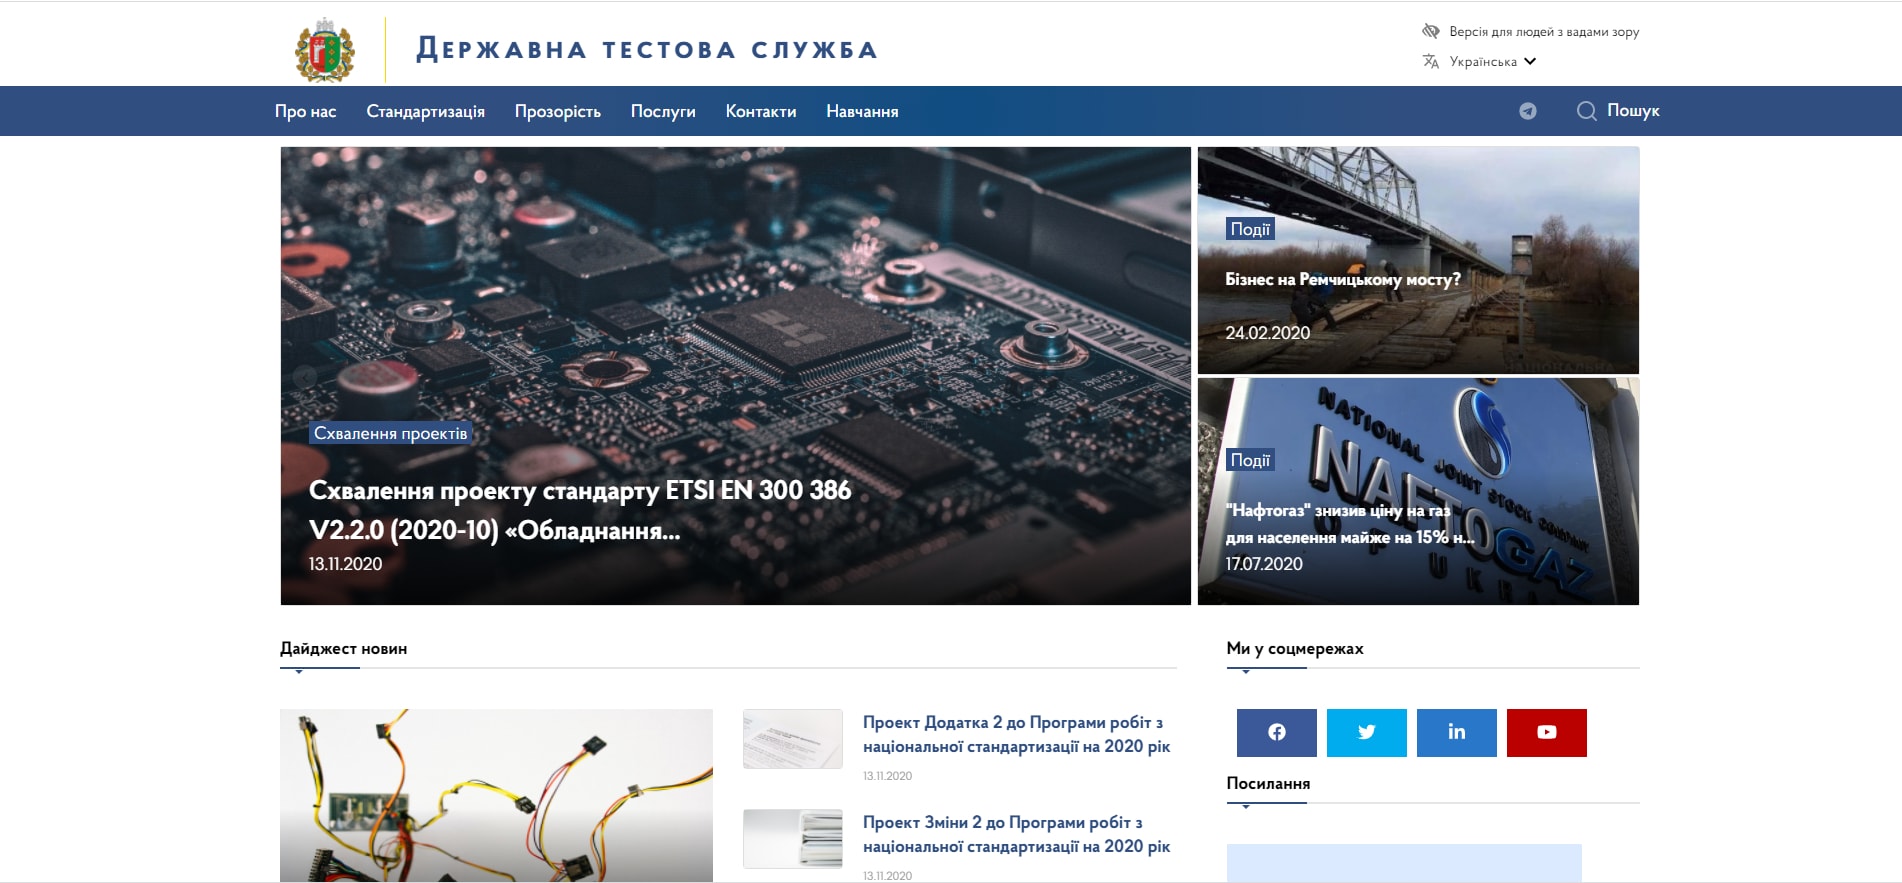 Державна тестова служба
Версія для людей з вадами зору
Українська
Про нас
Стандартизація
Прозорість
Послуги
Контакти
Навчання
Пошук
Схвалення проектів
Схвалення проекту стандарту ETSI EN 300 386
V2.2.0 (2020-10) «Обладнання...
13.11.2020
Події
Бізнес на Ремчицькому мосту?
24.02.2020
НАЦІОНАЛЬНА
NATIONAL JOINT STOCK COMPANY
NAFTOGAZ
Події
"Нафтогаз" знизив ціну на газ
для населення майже на 15% н...
17.07.2020
Дайджест новин
Проект Додатка 2 до Програми робіт з
національної стандартизації на 2020 рік
13.11.2020
Проект Зміни 2 до Програми робіт з
національної стандартизації на 2020 рік
13.11.2020
Ми у соцмережах
Посилання